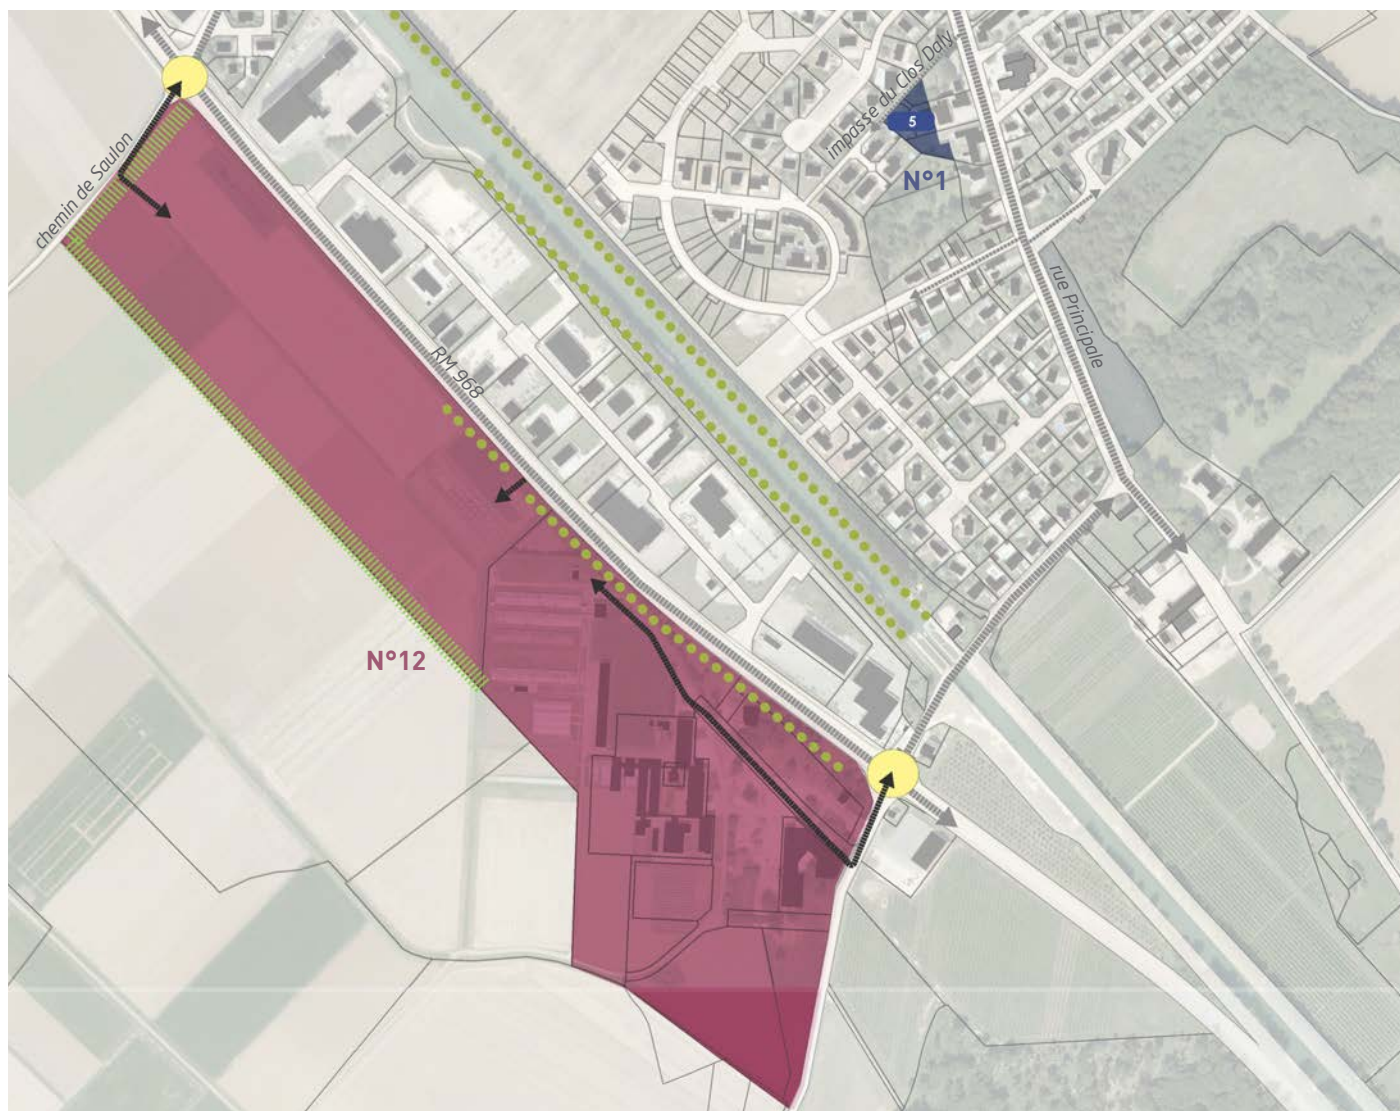 impasse du Clos Daly
5
N°1
chemin de Saulon
rue Principale
RM 968
N°12